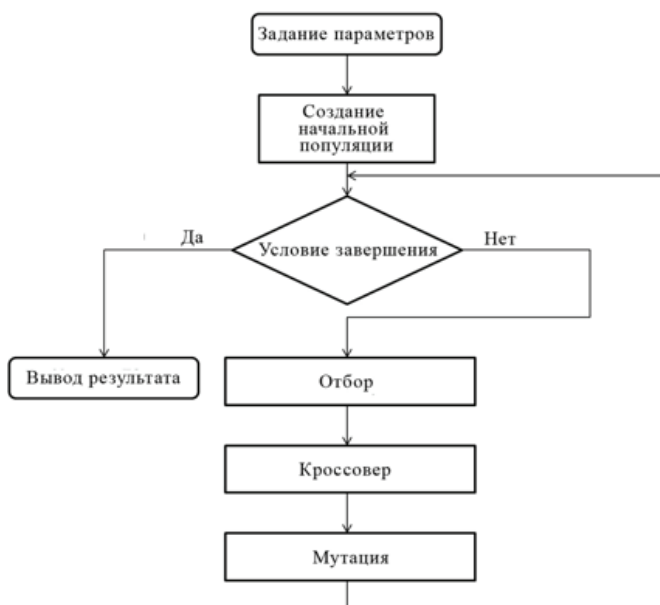 Задание параметров
Создание
начальной
популяции
Да
Условие завершения
Нет
Вывод результата
Отбор
Кроссовер
Мутация